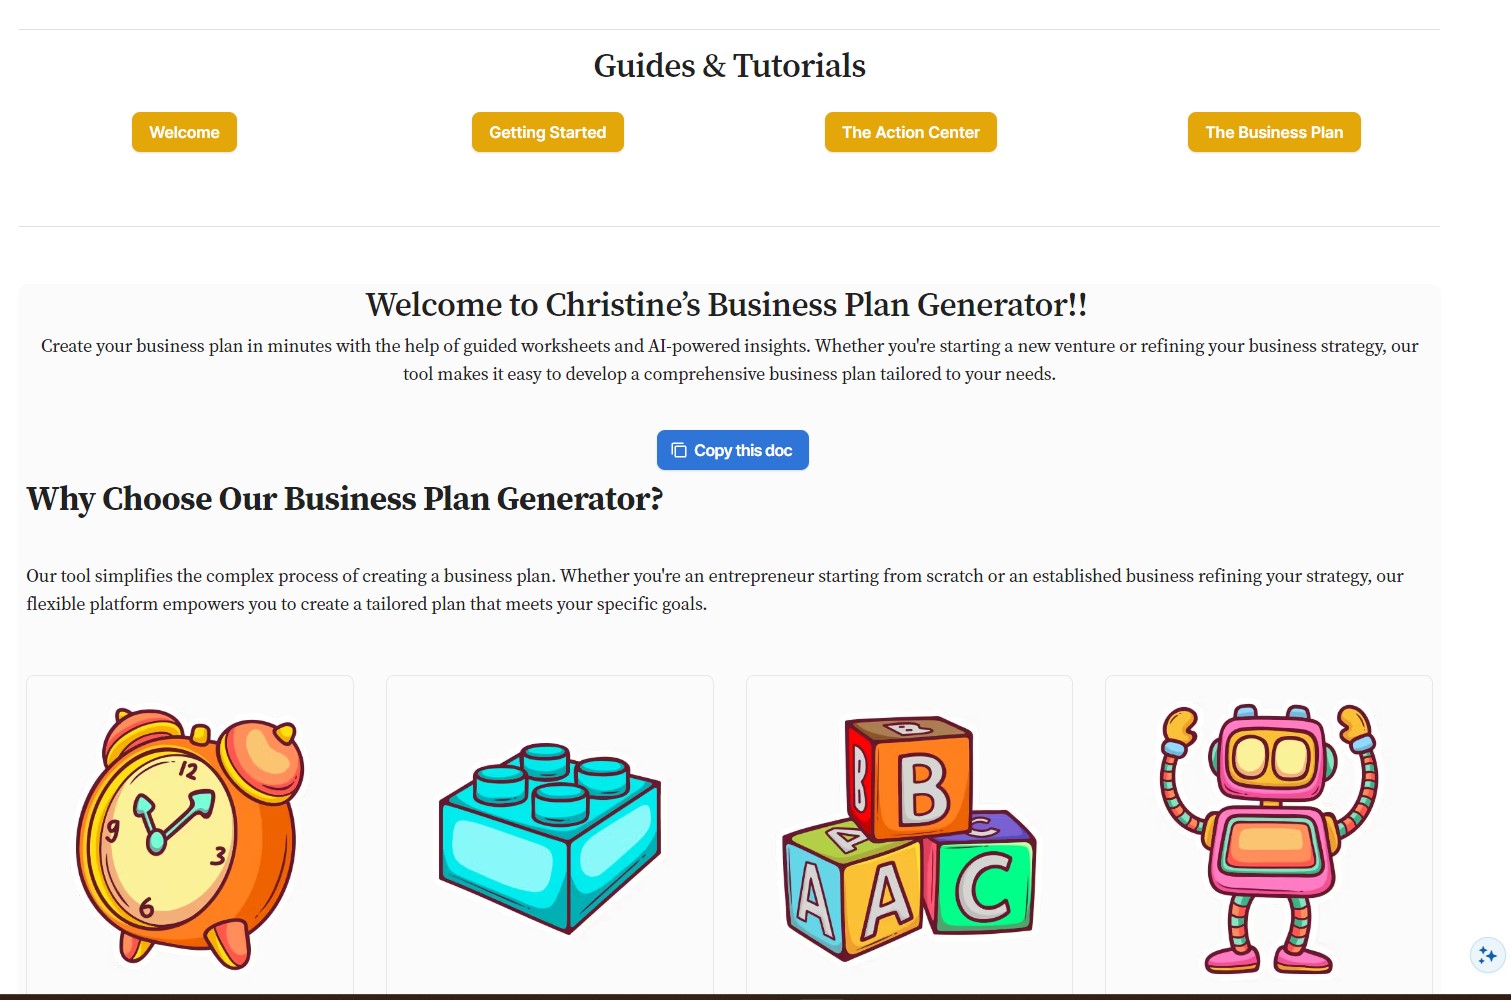 Guides & Tutorials
Welcome
Getting Started
The Action Center
The Business Plan
Welcome to Christine’s Business Plan Generator!!
Create your business plan in minutes with the help of guided worksheets and AI-powered insights. Whether you're starting a new venture or refining your business strategy, our
tool makes it easy to develop a comprehensive business plan tailored to your needs.
Copy this doc
Why Choose Our Business Plan Generator?
Our tool simplifies the complex process of creating a business plan. Whether you're an entrepreneur starting from scratch or an established business refining your strategy, our
flexible platform empowers you to create a tailored plan that meets your specific goals.
12
9
3
6
B
B B
A C
A A C